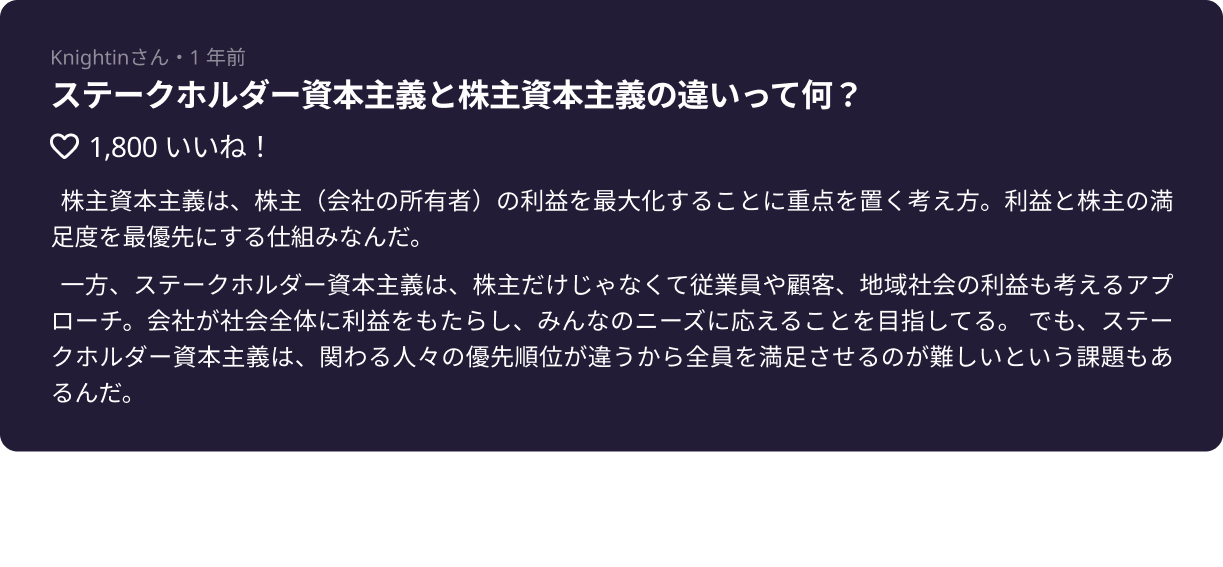 Knightinさん・1 年前
ステークホルダー資本主義と株主資本主義の違いって何？
1,800 いいね！
株主資本主義は、株主（会社の所有者）の利益を最大化することに重点を置く考え方。利益と株主の満
足度を最優先にする仕組みなんだ。
一方、ステークホルダー資本主義は、株主だけじゃなくて従業員や顧客、地域社会の利益も考えるアプ
ローチ。会社が社会全体に利益をもたらし、みんなのニーズに応えることを目指してる。 でも、ステー
クホルダー資本主義は、関わる人々の優先順位が違うから全員を満足させるのが難しいという課題もあ
るんだ。